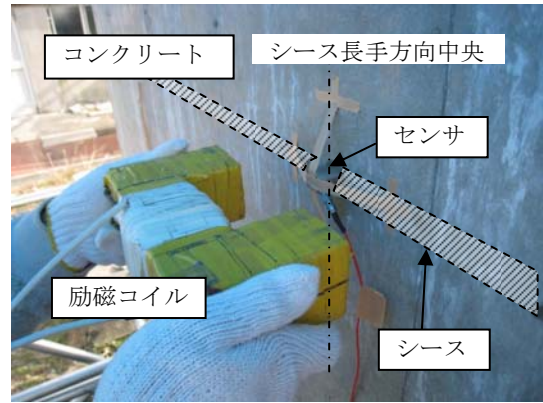 コンクリート
シース長手方向中央
センサ
励磁コイル
シース